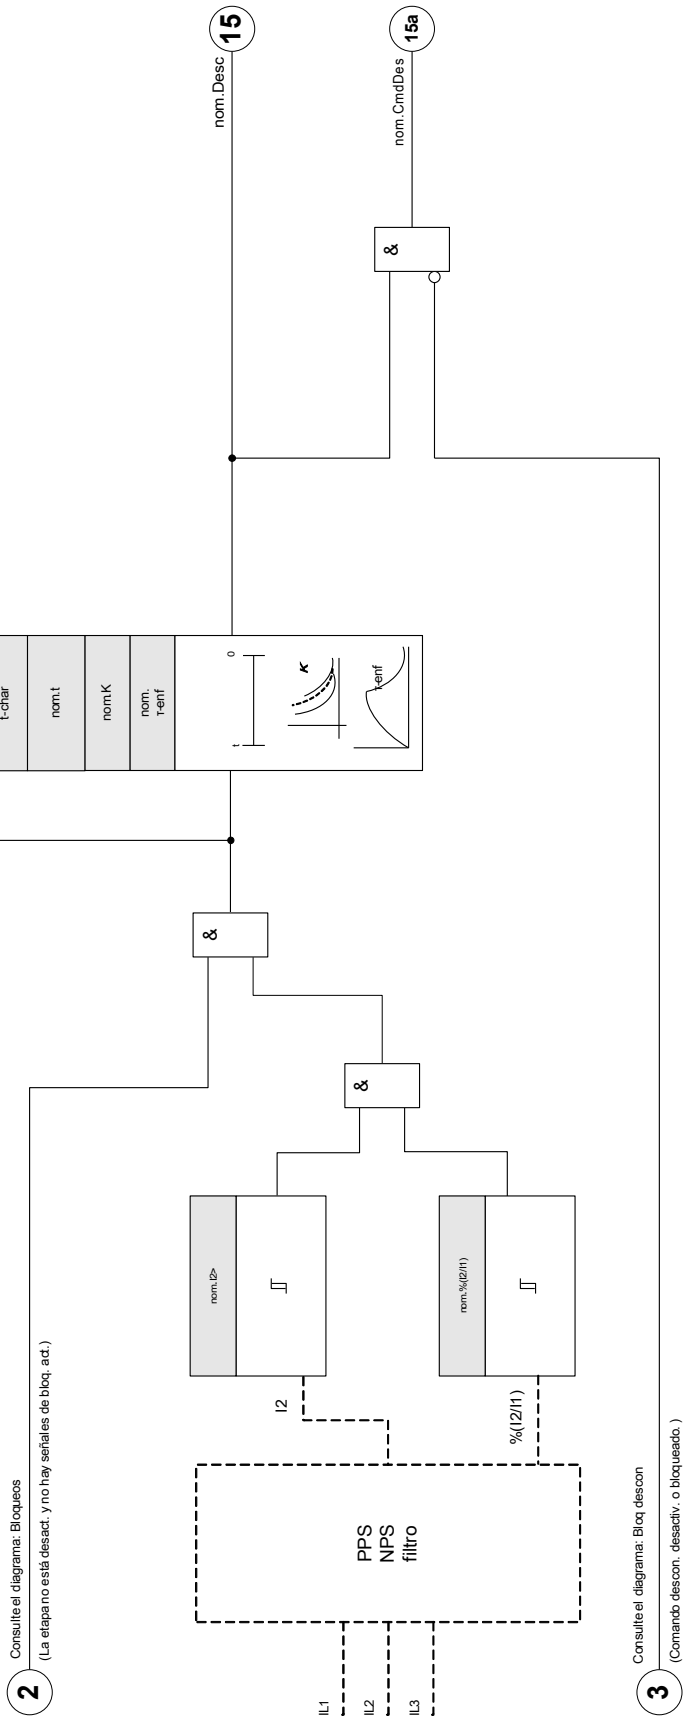 2
Consulte el diagrama: Bloqueos
(La etapa no está desact. y no hay señales de bloq. act.)
IL1
IL2
IL3
PPS
NPS
filtro
I2
%(I2/I1)
nom.I2>
nom.%(I2/I1)
&
&
t-char
nom.t
nom.K
nom.
τ-enf
t
0
K
τ-enf
nom.Desc
15
&
nom.CmdDes
15a
3
Consulte el diagrama: Bloq descon
(Comando descon. desactiv. o bloqueado. )